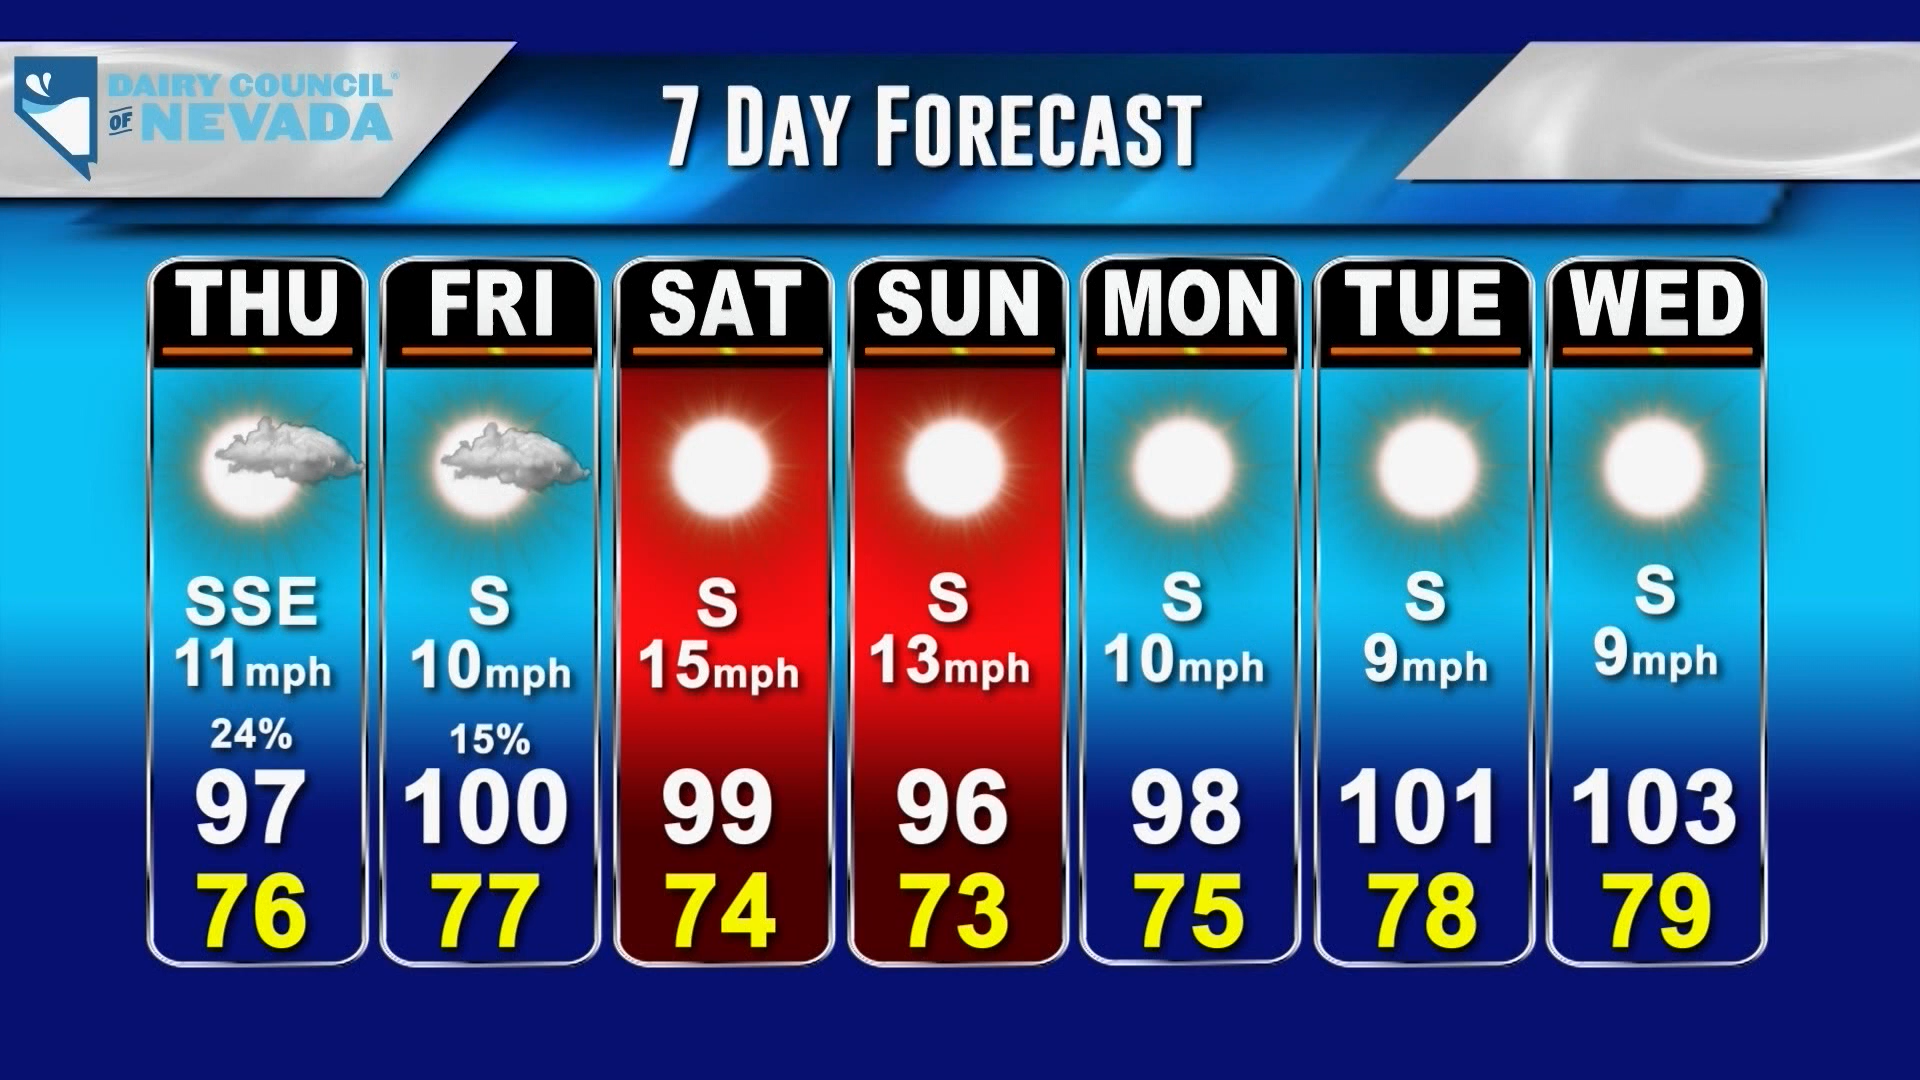 DAIRY COUNCIL®
OF NEVADA
7 DAY FORECAST
THU
SSE
11mph
24%
97
76
FRI
S
10mph
15%
100
77
SAT
S
15mph
99
74
SUN
S
13mph
96
73
MON
S
10mph
98
75
TUE
S
9mph
101
78
WED
S
9mph
103
79